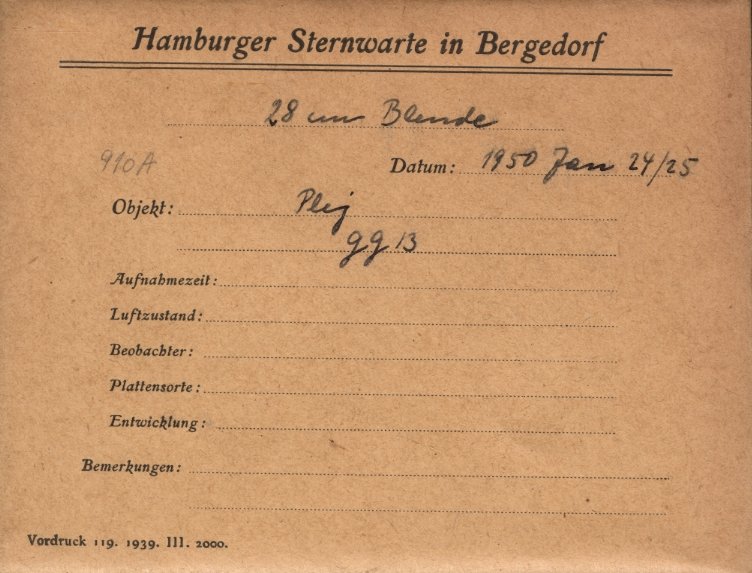 Hamburger Sternwarte in Bergedorf
28 cm Blende
910A
Datum: 1950 Jan 24/25
Objekt: Plej
gg 13
Aufnahmezeit:
Luftzustand:
Beobachter:
Plattensorte:
Entwicklung:
Bemerkungen:
Vordruck 119. 1939. III. 2000.